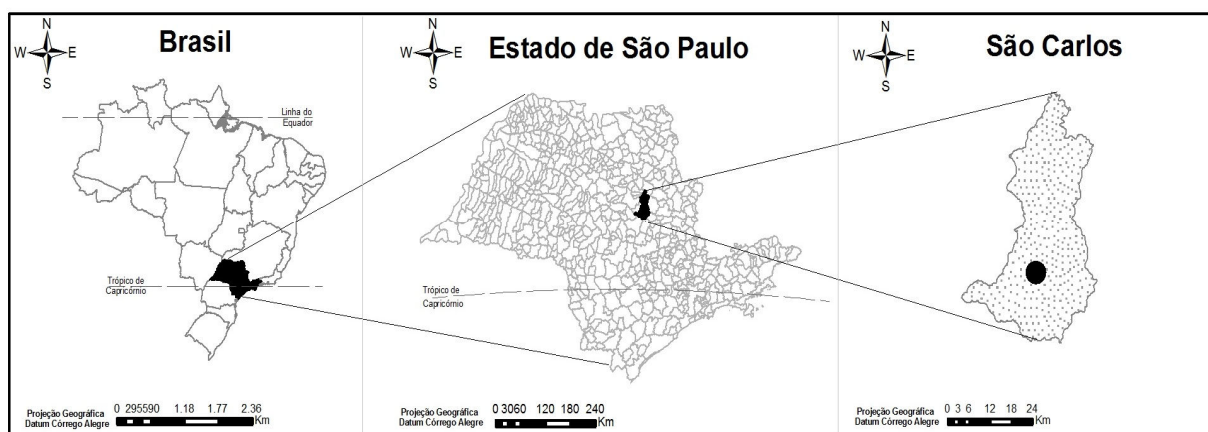 Brasil
N
W E
S
Linha do
Equador
Trópico de
Capricórnio
Projeção Geográfica
Datum Córrego Alegre
0 295590 1.18 1.77 2.36
Km
Estado de São Paulo
N
W E
S
Trópico de
Capricórnio
Projeção Geográfica
Datum Córrego Alegre
0 3060 120 180 240
Km
São Carlos
N
W E
S
Projeção Geográfica
Datum Córrego Alegre
0 3 6 12 18 24
Km